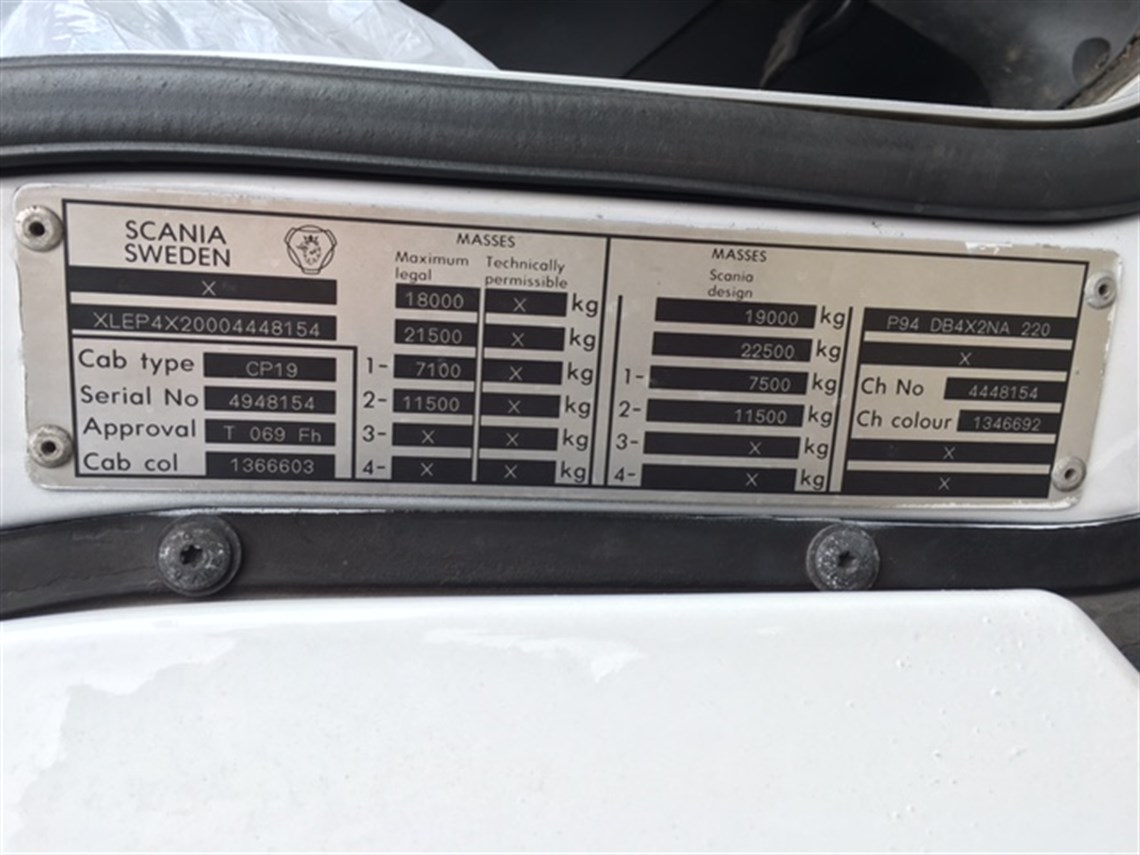 SCANIA
SWEDEN
X
XLEP4X20004448154
Cab type CP19
Serial No 4948154
Approval T 069 Fh
Cab col 1366603
MASSES
Maximum legal Technically permissible
18000 X kg
21500 X kg
1- 7100 X kg
2- 11500 X kg
3- X X kg
4- X X kg
MASSES
Scania
design
19000 kg
22500 kg
1- 7500 kg
2- 11500 kg
3- X kg
4- X kg
P94 DB4X2NA 220
X
Ch No 4448154
Ch colour 1346692
X
X